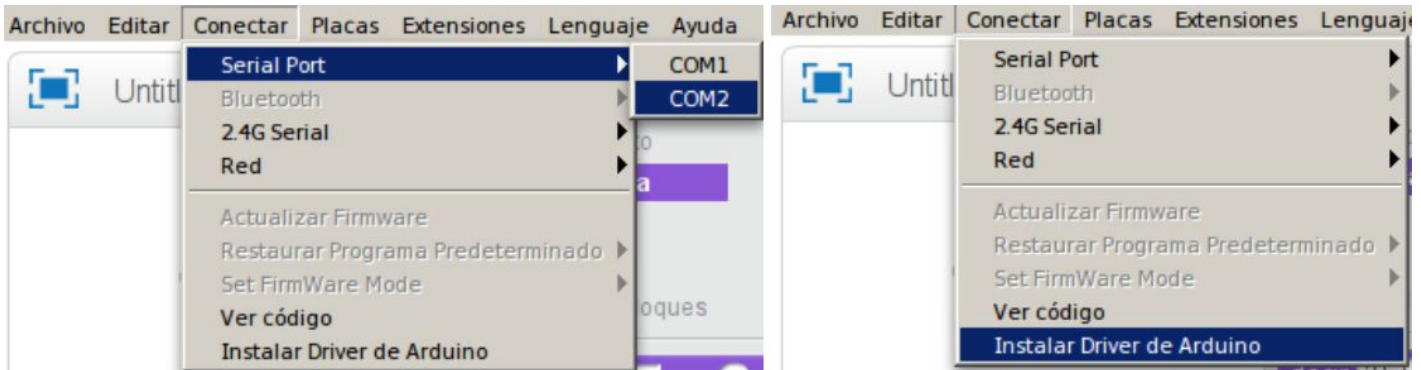 Archivo Editar Conectar Placas Extensiones Lenguaje Ayuda
Untitl
Serial Port
COM1
Bluetooth
COM2
2.4G Serial
Red
Actualizar Firmware
Restaurar Programa Predeterminado
Set FirmWare Mode
oques
Ver código
Instalar Driver de Arduino
Archivo Editar Conectar Placas Extensiones Lenguaje
Untitl
Serial Port
Bluetooth
2.4G Serial
Red
Actualizar Firmware
Restaurar Programa Predeterminado
Set FirmWare Mode
Ver código
Instalar Driver de Arduino